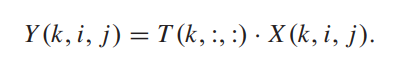 Y(k, i, j) = T(k, :, :) · X(k, i, j).